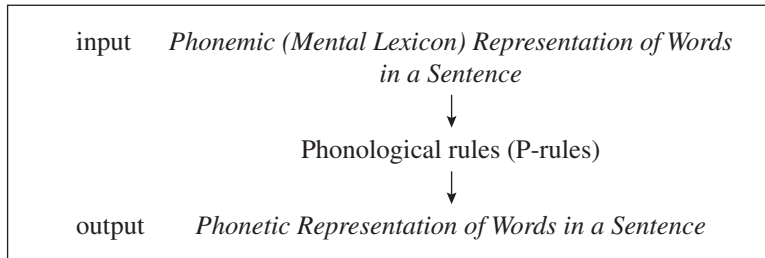 input Phonemic (Mental Lexicon) Representation of Words
in a Sentence
Phonological rules (P-rules)
output Phonetic Representation of Words in a Sentence